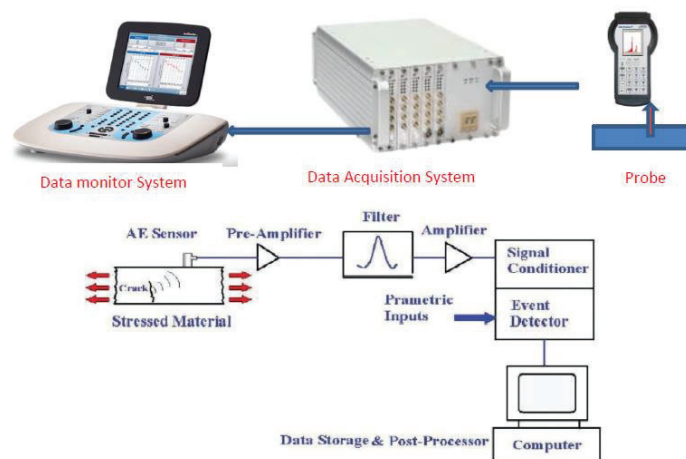 Data monitor System
Data Acquisition System
Probe
Filter
AE Sensor
Pre-Amplifier
Amplifier
Signal
Conditioner
Crack
Prametric
Inputs
Event
Detector
Stressed Material
Data Storage & Post-Processor
Computer